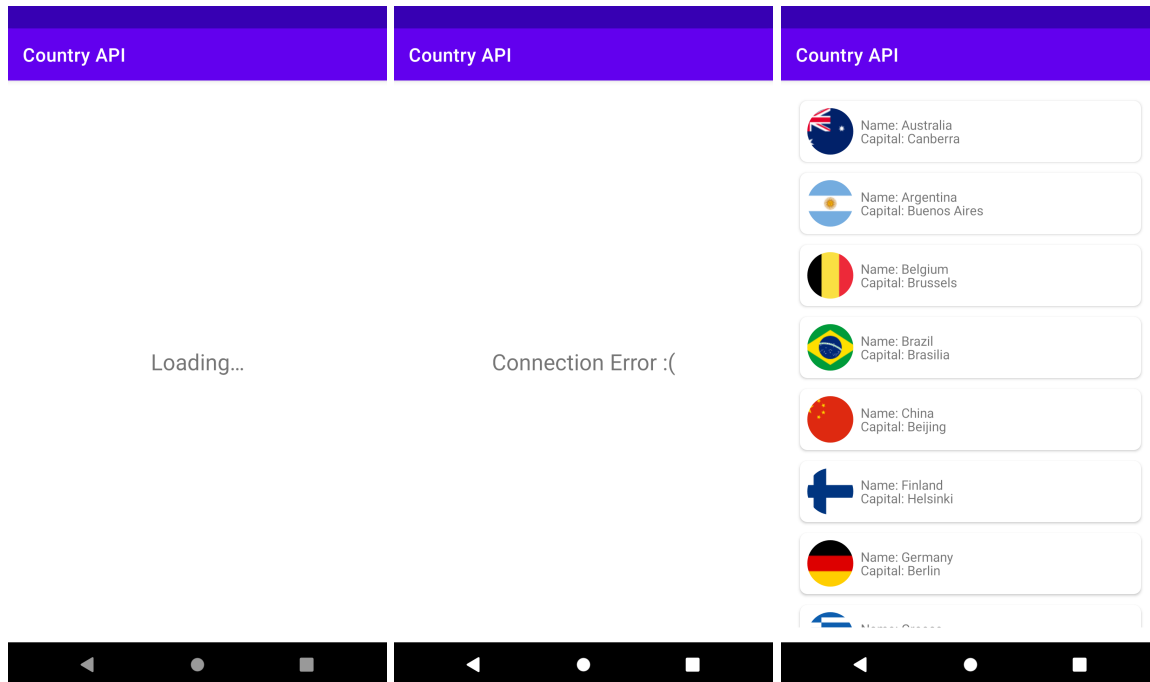 Country API
Loading...
Country API
Connection Error :(
Country API
Name: Australia
Capital: Canberra
Name: Argentina
Capital: Buenos Aires
Name: Belgium
Capital: Brussels
Name: Brazil
Capital: Brasilia
Name: China
Capital: Beijing
Name: Finland
Capital: Helsinki
Name: Germany
Capital: Berlin
Name: Greece